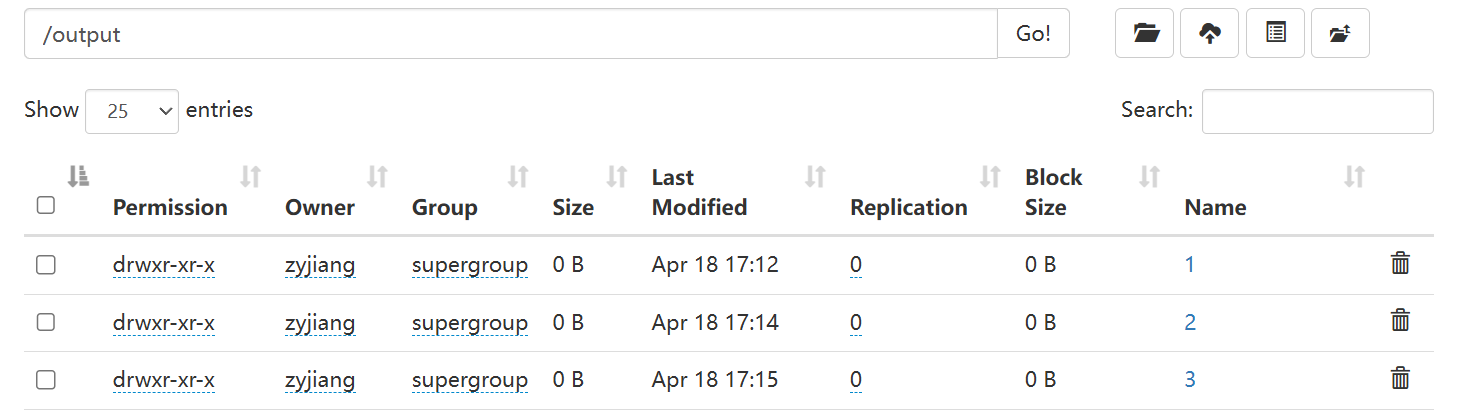 /output Go!
Show 25 entries Search:
Permission Owner Group Size Last Modified Replication Block Size Name
drwxr-xr-x zyjiang supergroup 0 B Apr 18 17:12 0 0 B 1
drwxr-xr-x zyjiang supergroup 0 B Apr 18 17:14 0 0 B 2
drwxr-xr-x zyjiang supergroup 0 B Apr 18 17:15 0 0 B 3